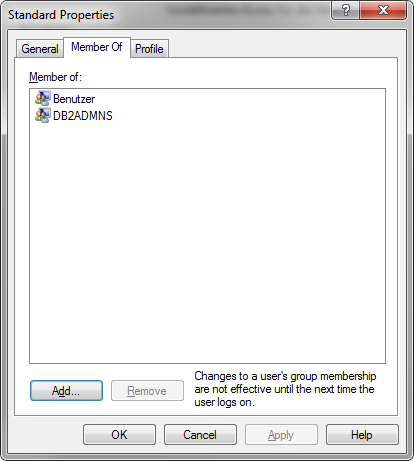 Standard Properties
General
Member Of
Profile
Member of:
Benutzer
DB2ADMNS
Add...
Remove
Changes to a user's group membership
are not effective until the next time the
user logs on.
OK
Cancel
Apply
Help